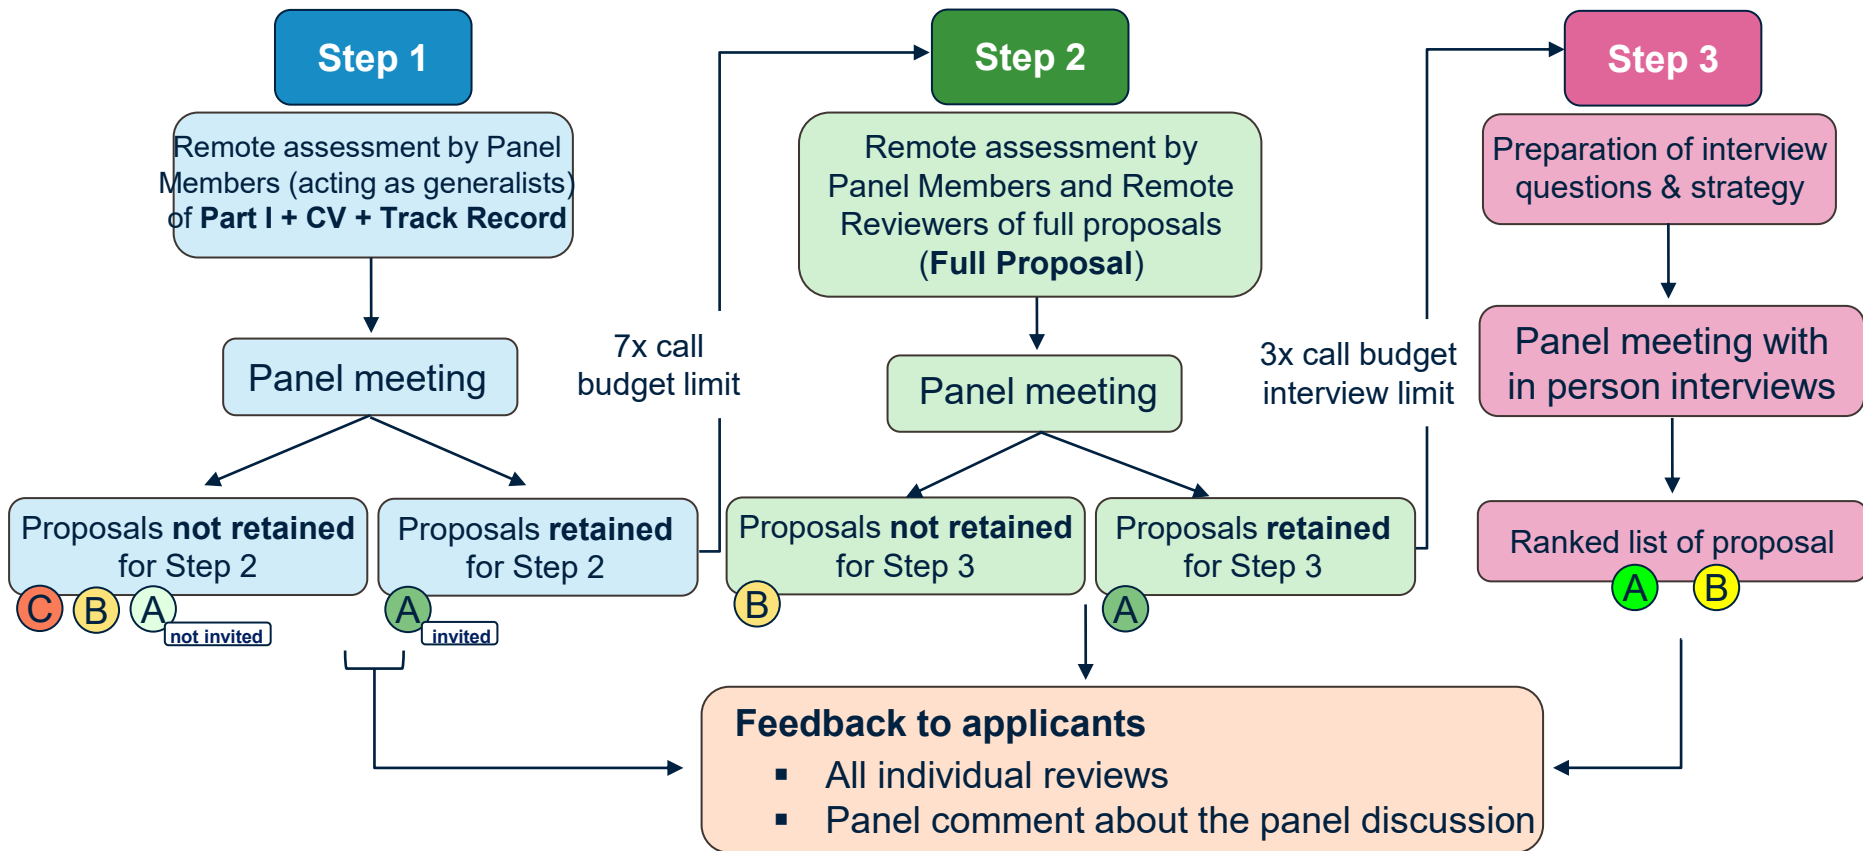 Step 1
Remote assessment by Panel
Members (acting as generalists)
of Part I + CV + Track Record
Panel meeting
Proposals not retained
for Step 2
C
B
A
not invited
Proposals retained
for Step 2
A
invited
7x call
budget limit
Step 2
Remote assessment by
Panel Members and Remote
Reviewers of full proposals
(Full Proposal)
Panel meeting
Proposals not retained
for Step 3
B
Proposals retained
for Step 3
A
3x call budget
interview limit
Step 3
Preparation of interview
questions & strategy
Panel meeting with
in person interviews
Ranked list of proposal
A
B
Feedback to applicants
▪ All individual reviews
▪ Panel comment about the panel discussion